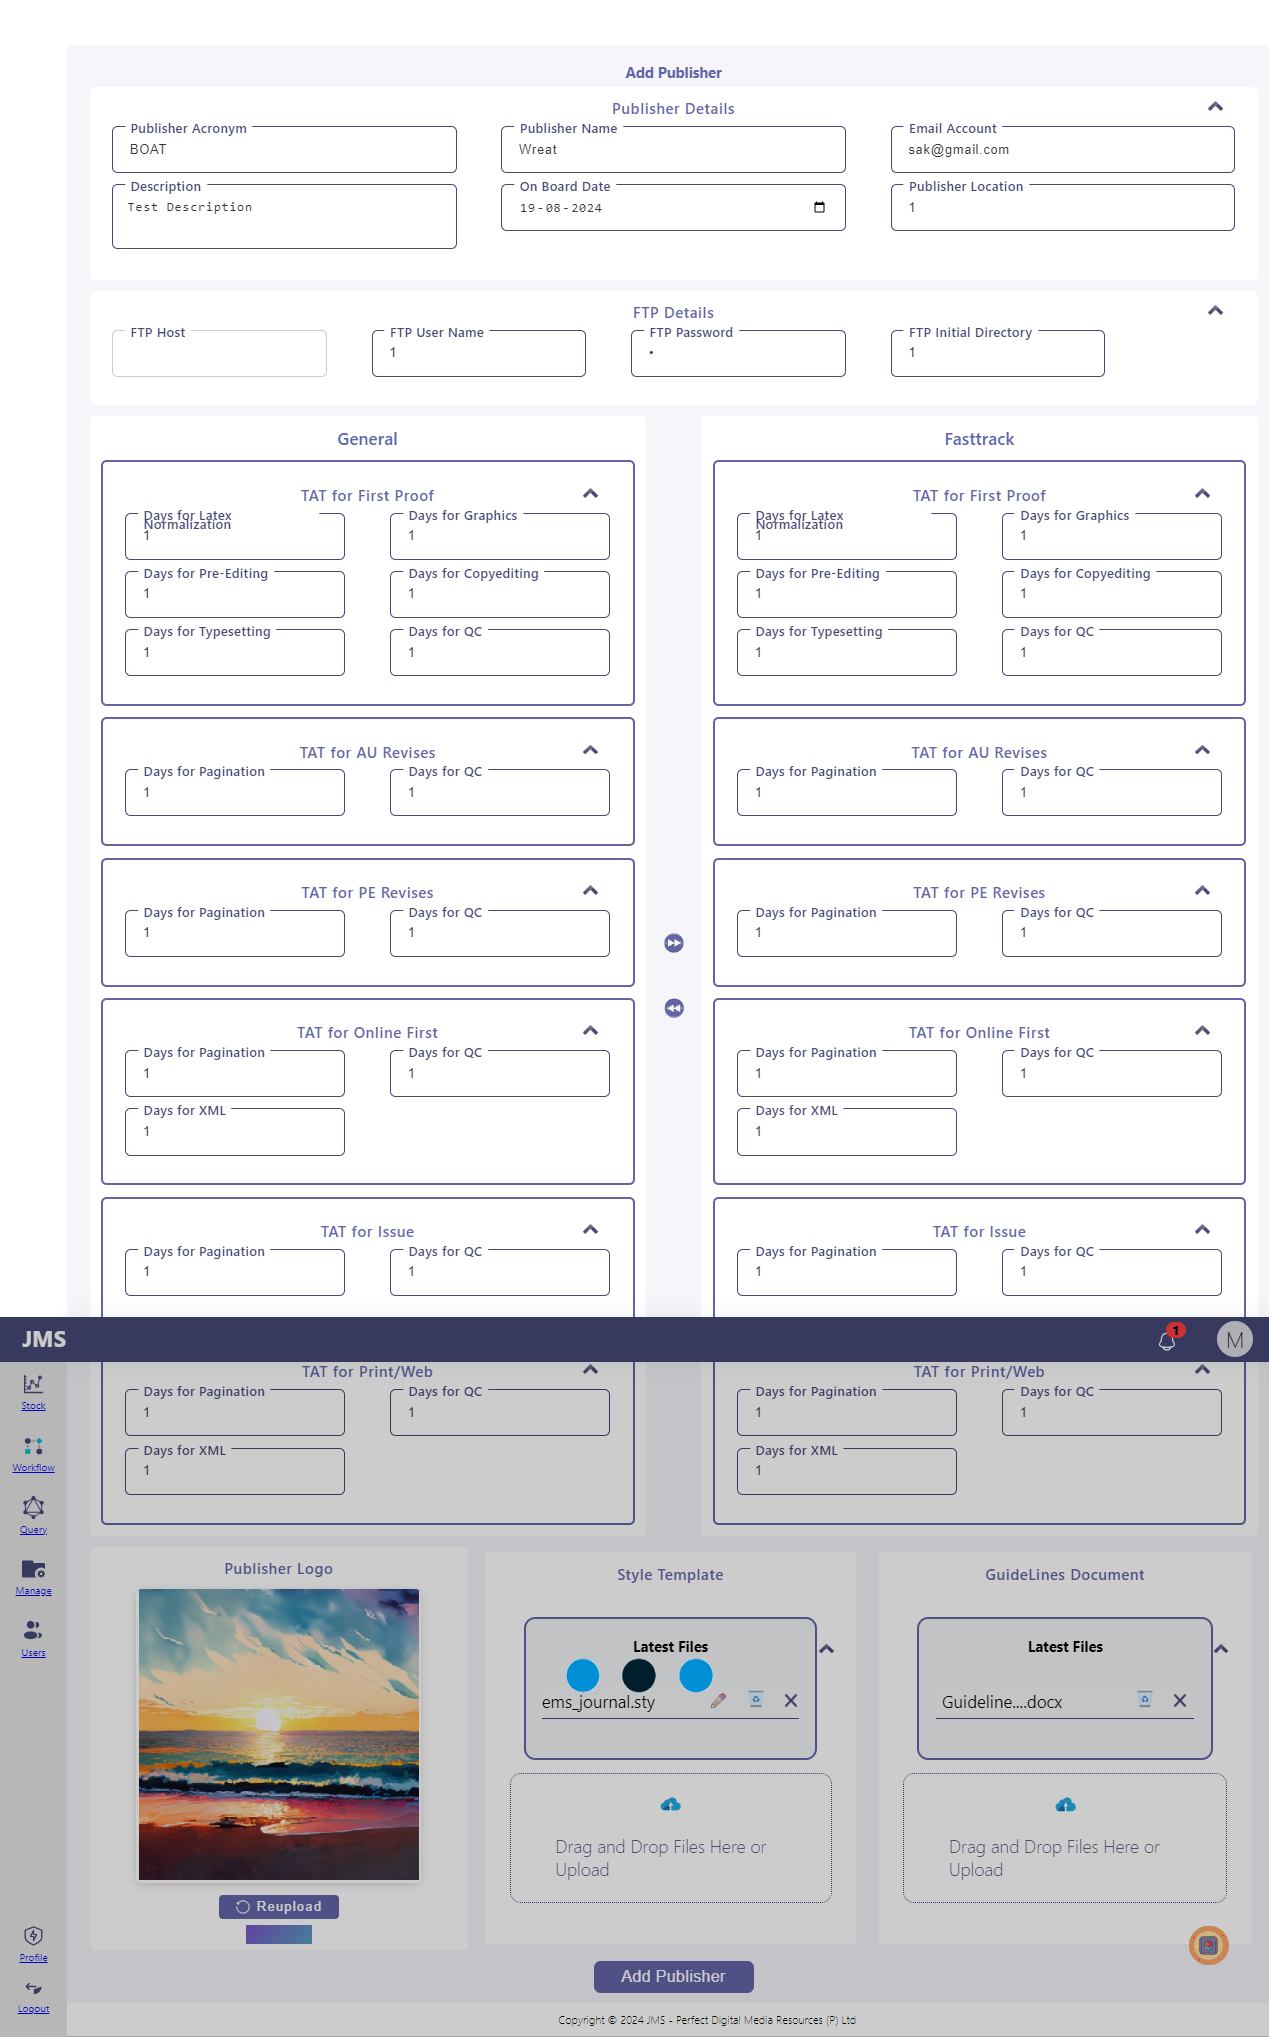 Add Publisher
Publisher Details
Publisher Acronym
BOAT
Publisher Name
Wreat
Email Account
sak@gmail.com
Description
Test Description
On Board Date
19-08-2024
Publisher Location
1
FTP Details
FTP Host
FTP User Name
1
FTP Password
•
FTP Initial Directory
1
General
TAT for First Proof
Days for Latex
Normalization
1
Days for Graphics
1
Days for Pre-Editing
1
Days for Copyediting
1
Days for Typesetting
1
Days for QC
1
TAT for AU Revises
Days for Pagination
1
Days for QC
1
TAT for PE Revises
Days for Pagination
1
Days for QC
1
TAT for Online First
Days for Pagination
1
Days for QC
1
Days for XML
1
TAT for Issue
Days for Pagination
1
Days for QC
1
Fasttrack
TAT for First Proof
Days for Latex
Normalization
1
Days for Graphics
1
Days for Pre-Editing
1
Days for Copyediting
1
Days for Typesetting
1
Days for QC
1
TAT for AU Revises
Days for Pagination
1
Days for QC
1
TAT for PE Revises
Days for Pagination
1
Days for QC
1
TAT for Online First
Days for Pagination
1
Days for QC
1
Days for XML
1
TAT for Issue
Days for Pagination
1
Days for QC
1
JMS
1
M
Stock
Workflow
Query
Manage
Users
Profile
Logout
TAT for Print/Web
Days for Pagination
1
Days for QC
1
Days for XML
1
TAT for Print/Web
Days for Pagination
1
Days for QC
1
Days for XML
1
Publisher Logo
Reupload
Style Template
Latest Files
ems_journal.sty
Drag and Drop Files Here or
Upload
GuideLines Document
Latest Files
Guideline....docx
Drag and Drop Files Here or
Upload
Add Publisher
Copyright © 2024 JMS - Perfect Digital Media Resources (P) Ltd